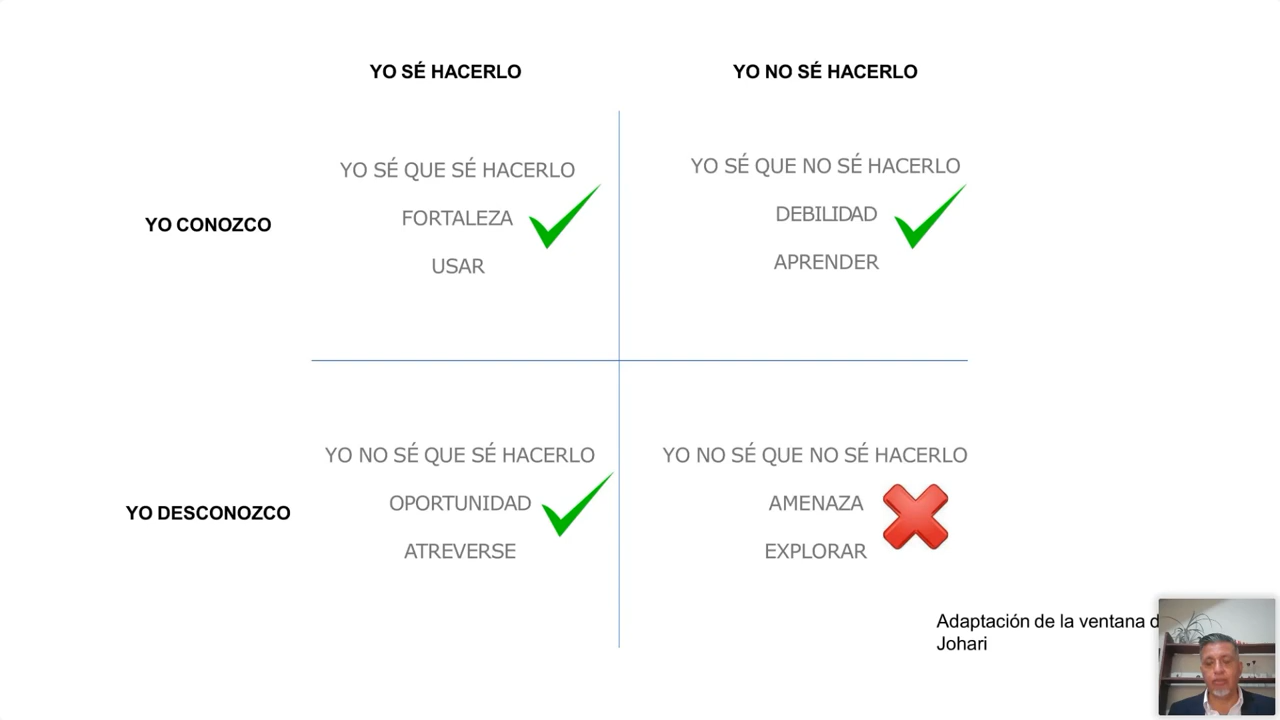 YO SÉ HACERLO
YO NO SÉ HACERLO
YO CONOZCO
YO SÉ QUE SÉ HACERLO
FORTALEZA
USAR
YO SÉ QUE NO SÉ HACERLO
DEBILIDAD
APRENDER
YO DESCONOZCO
YO NO SÉ QUE SÉ HACERLO
OPORTUNIDAD
ATREVERSE
YO NO SÉ QUE NO SÉ HACERLO
AMENAZA
EXPLORAR
Adaptación de la ventana
Johari